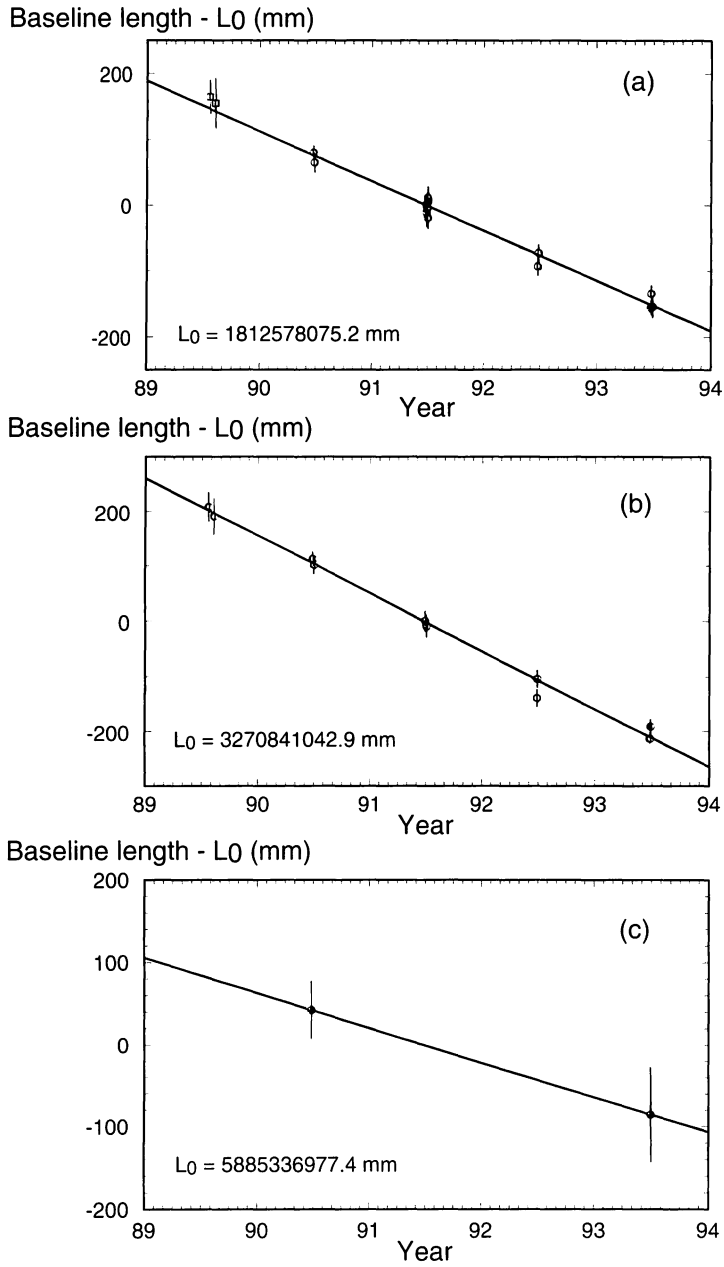 Baseline length - L0 (mm)
(a)
200
0
-200
L0 = 1812578075.2 mm
89 90 91 92 93 94
Year
Baseline length - L0 (mm)
(b)
200
0
-200
L0 = 3270841042.9 mm
89 90 91 92 93 94
Year
Baseline length - L0 (mm)
200
(c)
100
0
-100
L0 = 5885336977.4 mm
-200
89 90 91 92 93 94
Year